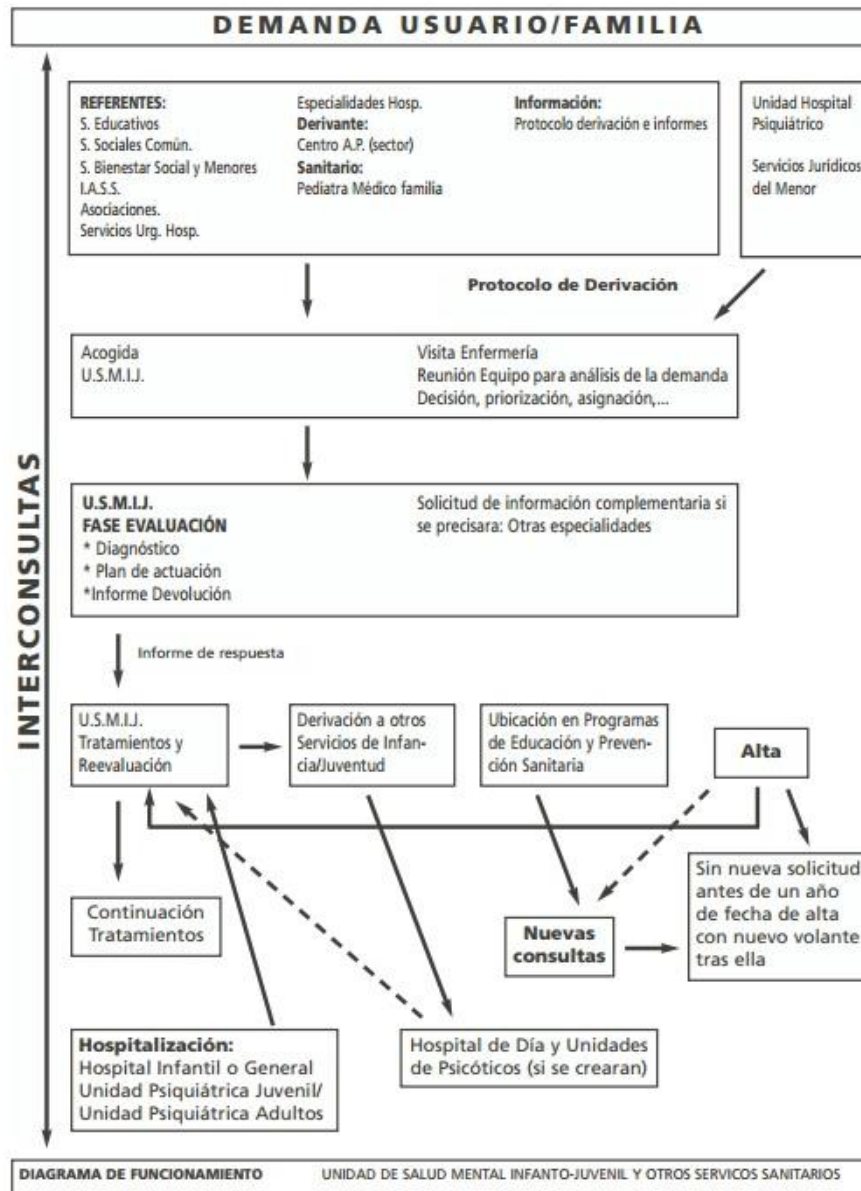 DEMANDA USUARIO/FAMILIA
REFERENTES:
S. Educativos
S. Sociales Común.
S. Bienestar Social y Menores
I.A.S.S.
Asociaciones.
Servicios Urg. Hosp.
Especialidades Hosp.
Derivante:
Centro A.P. (sector)
Sanitario:
Pediatra Médico familia
Información:
Protocolo derivación e informes
Unidad Hospital
Psiquiátrico
Servicios Jurídicos
del Menor
Protocolo de Derivación
Acogida
U.S.M.I.J.
Visita Enfermería
Reunión Equipo para análisis de la demanda
Decisión, priorización, asignación,...
INTERCONSULTAS
U.S.M.I.J.
FASE EVALUACIÓN
* Diagnóstico
* Plan de actuación
*Informe Devolución
Solicitud de información complementaria si
se precisara: Otras especialidades
Informe de respuesta
U.S.M.I.J.
Tratamientos y
Reevaluación
Derivación a otros
Servicios de Infan-
cia/Juventud
Ubicación en Programas
de Educación y Preven-
ción Sanitaria
Alta
Continuación
Tratamientos
Nuevas
consultas
Sin nueva solicitud
antes de un año
de fecha de alta
con nuevo volante
tras ella
Hospitalización:
Hospital Infantil o General
Unidad Psiquiátrica Juvenil/
Unidad Psiquiátrica Adultos
Hospital de Día y Unidades
de Psicóticos (si se crearan)
DIAGRAMA DE FUNCIONAMIENTO UNIDAD DE SALUD MENTAL INFANTO-JUVENIL Y OTROS SERVICOS SANITARIOS